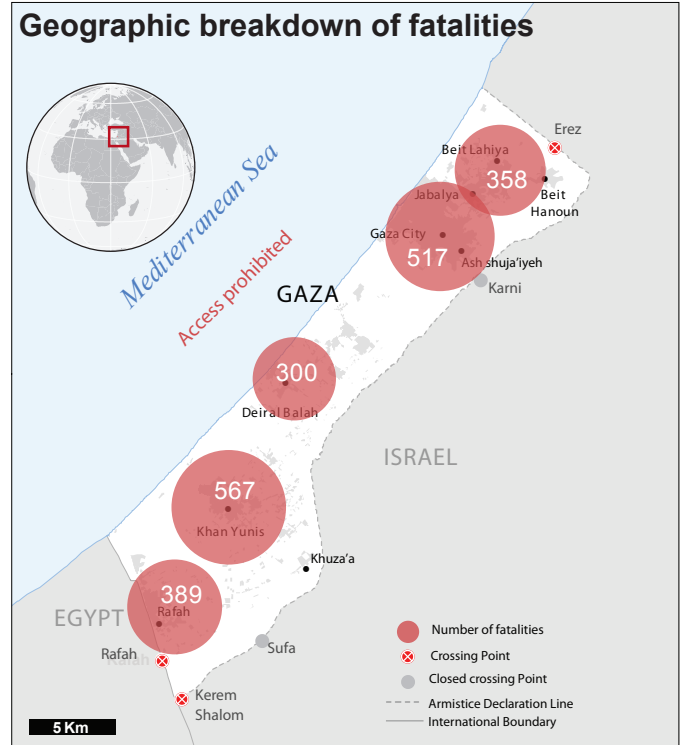 Geographic breakdown of fatalities
Erez
Beit Lahiya
358
Jabalya
Beit
Hanoun
Mediterranean Sea
Gaza City
517
Ash shuja'iyeh
Access prohibited
Karni
GAZA
300
Deiral Balah
ISRAEL
567
Khan Yunis
Khuza'a
389
EGYPT
Rafah
Sufa
Rafah
Rafah
Kerem
Shalom
Number of fatalities
Crossing Point
Closed crossing Point
Armistice Declaration Line
International Boundary
5 Km